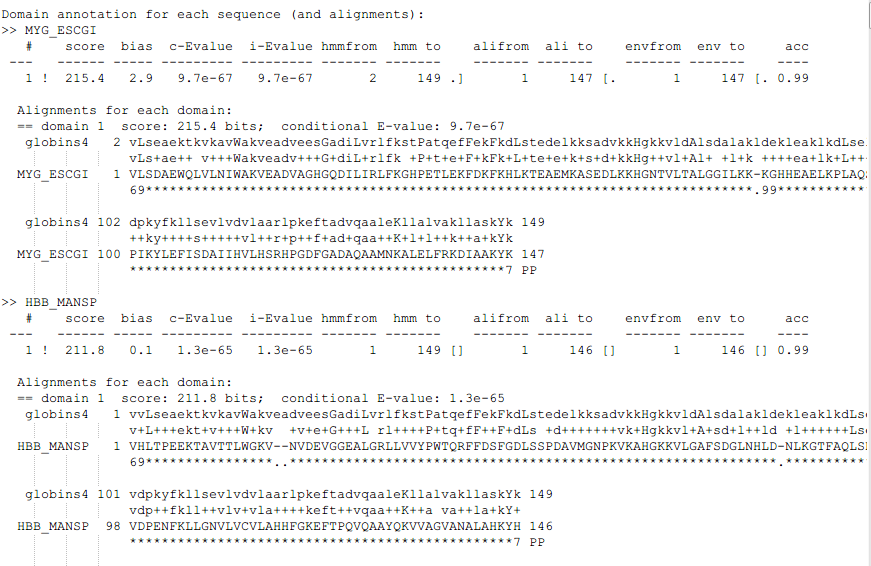 Domain annotation for each sequence (and alignments):
>> MYG_ESCGI
   #    score  bias  c-Evalue  i-Evalue hmmfrom  hmm to    alifrom  ali to    envfrom  env to     acc
 ---   ------ ----- --------- --------- ------- -------    ------- -------    ------- -------    ----
   1 !  215.4   2.9   9.7e-67   9.7e-67       2     149 .]       1     147 [.       1     147 [. 0.99

  Alignments for each domain:
  == domain 1  score: 215.4 bits;  conditional E-value: 9.7e-67
   globins4   2 vLseaektkvkavWakveadveesGadiLvrlfkstPatqefFekFkdLstedelkksadvkkHgkkvldAlsdalakldekleaklkdLse
                vLs+ae++ v+++Wakvead+++G+diL+rlfk +P+t+e+F+kFk+L+te+e+k+s+d+kkHg++vl+Al+ +l+k ++++ea+lk+L++
  MYG_ESCGI   1 VLSDAEWQLVLNIWAKVEADVAGHGQDILIRLFKGHPETLEKFDKFKHLKTEAEMKASEDLKKHGNTVLTALGGILKK-KGHHEAELKPLAQ
                69****************************************************************************.99***********

   globins4 102 dpkyfkllsevlvdvlaarlpkeftadvqaaleKllalvakllaskYk 149
                ++ky++++s+++++vl++r+p++f+ad+qaa++K+l+l++k++a+kYk
  MYG_ESCGI 100 PIKYLEFISDAIIHVLHSRHPGDFGADAQAAMNKALELFRKDIAAKYK 147
                ***********************************************7 PP

>> HBB_MANSP
   #    score  bias  c-Evalue  i-Evalue hmmfrom  hmm to    alifrom  ali to    envfrom  env to     acc
 ---   ------ ----- --------- --------- ------- -------    ------- -------    ------- -------    ----
   1 !  211.8   0.1   1.3e-65   1.3e-65       1     149 []       1     146 []       1     146 [] 0.99

  Alignments for each domain:
  == domain 1  score: 211.8 bits;  conditional E-value: 1.3e-65
   globins4   1 vvLseaektkvkavWakveadveesGadiLvrlfkstPatqefFekFkdLstedelkksadvkkHgkkvldAlsdalakldekleaklkdLs
                v+L+++ekt+v++++W+kv  +v+e+G+++L rl++++P+tq+fF++F+dLs +d+++++++vk+Hgkkvl+A+sd+l++ld +l++++++Ls
  HBB_MANSP   1 VHLTPEEKTAVTTLWGKV--NVDEVGGEALGRLLVVYPWTQRFFDSFGDLSSPDAVMGNPKVKAHGKKVLGAFSDGLNHLD-NLKGTFAQLS
                69****************..*************************************************************.**********

   globins4 101 vdpkyfkllsevlvdvlaarlpkeftadvqaaleKllalvakllaskYk 149
                vdp++fkll++vlv+vla++++keft++vqaa++K++a va++la+kY+
  HBB_MANSP  98 VDPENFKLLGNVLVCVLAHHFGKEFTPQVQAAYQKVVAGVANALAHKYH 146
                ************************************************7 PP